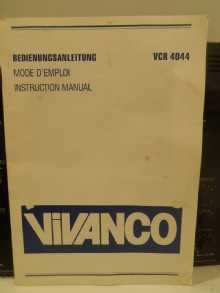 BEDIENUNGSANLEITUNG VCR 4044
MODE D'EMPLOI
INSTRUCTION MANUAL
VIVANCO